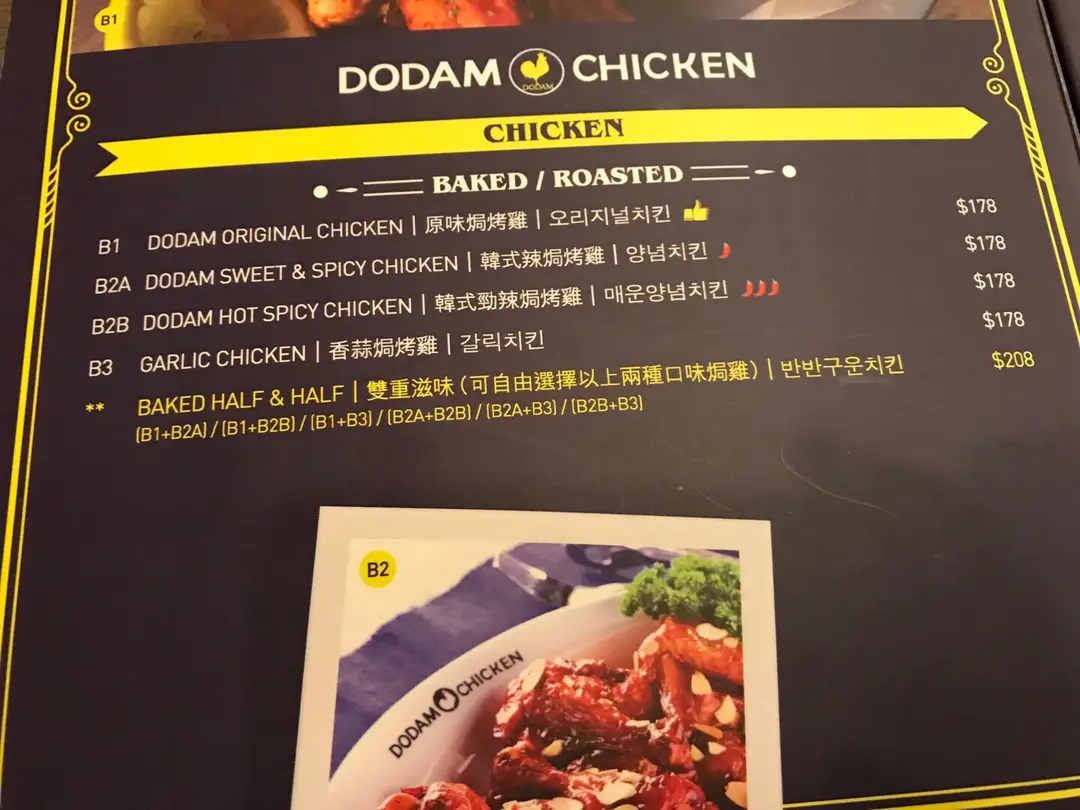 B1
DODAM DODAM CHICKEN
CHICKEN
BAKED / ROASTED
B1 DODAM ORIGINAL CHICKEN | 原味焗烤雞 | 오리지널치킨 $178
B2A DODAM SWEET & SPICY CHICKEN | 韓式辣焗烤雞 | 양념치킨 $178
B2B DODAM HOT SPICY CHICKEN | 韓式勁辣焗烤雞 | 매운양념치킨 $178
B3 GARLIC CHICKEN | 香蒜焗烤雞 | 갈릭치킨 $178
** BAKED HALF & HALF | 雙重滋味 (可自由選擇以上兩種口味焗雞) | 반반구운치킨 $208
(B1+B2A) / (B1+B2B) / (B1+B3) / (B2A+B2B) / (B2A+B3) / (B2B+B3)
B2
DODAM CHICKEN